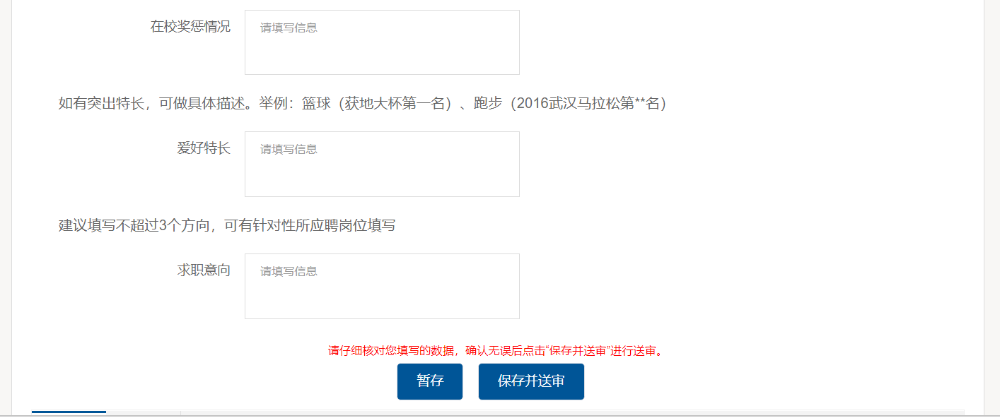 在校奖惩情况 请填写信息
如有突出特长，可做具体描述。举例：篮球（获地大杯第一名）、跑步（2016武汉马拉松第**名）
爱好特长 请填写信息
建议填写不超过3个方向，可有针对性所应聘岗位填写
求职意向 请填写信息
请仔细核对您填写的数据，确认无误后点击“保存并送审”进行送审。
暂存 保存并送审